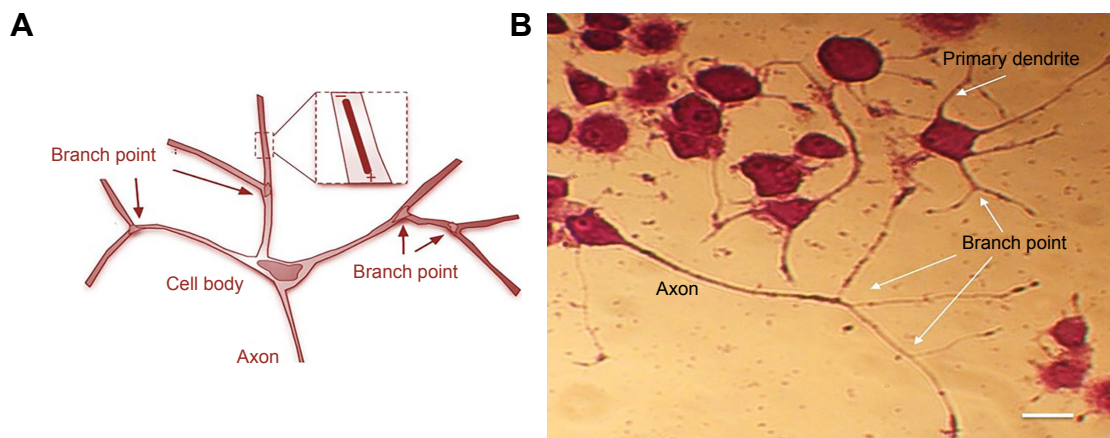 A
B
Branch point
Cell body
Branch point
Axon
−
+
Primary dendrite
Branch point
Axon